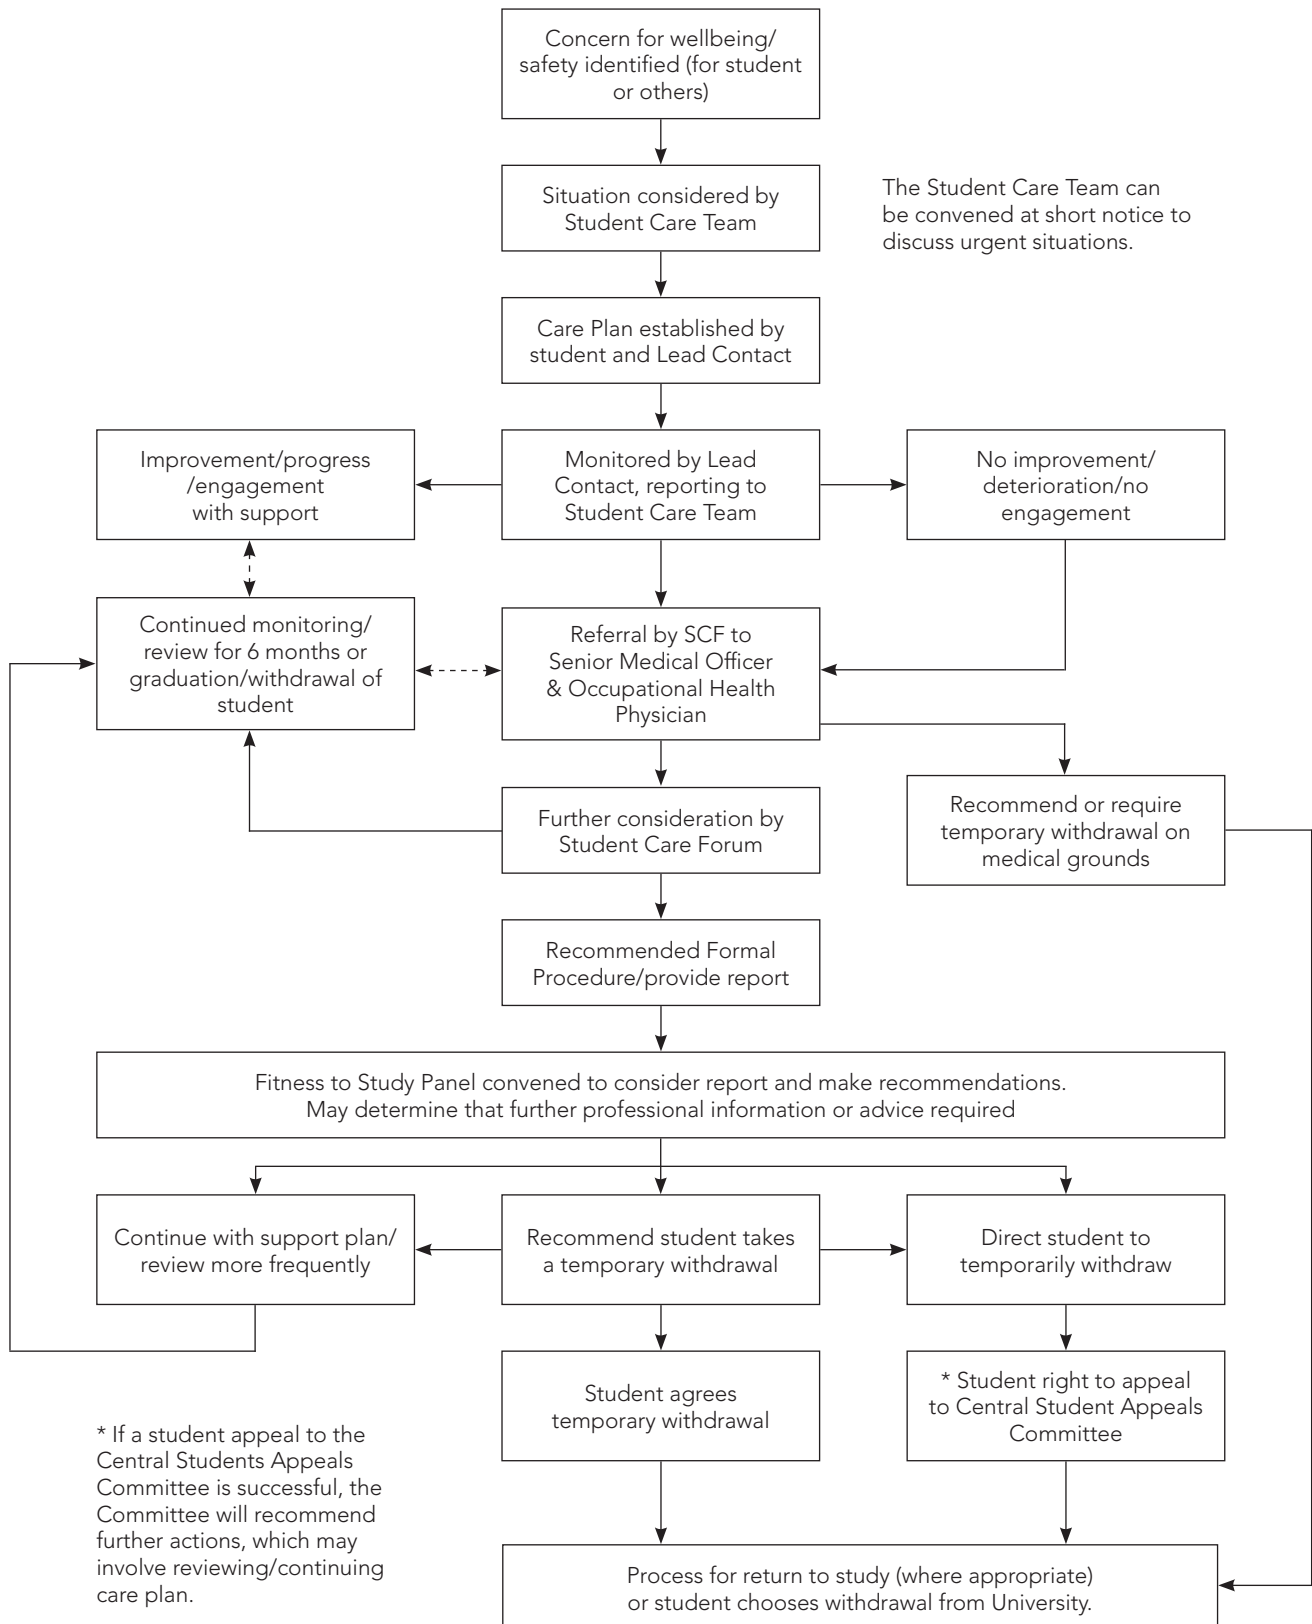 Concern for wellbeing/
safety identified (for student
or others)
Situation considered by
Student Care Team
The Student Care Team can
be convened at short notice to
discuss urgent situations.
Care Plan established by
student and Lead Contact
Improvement/progress
/engagement
with support
Monitored by Lead
Contact, reporting to
Student Care Team
No improvement/
deterioration/no
engagement
Continued monitoring/
review for 6 months or
graduation/withdrawal of
student
Referral by SCF to
Senior Medical Officer
& Occupational Health
Physician
Further consideration by
Student Care Forum
Recommend or require
temporary withdrawal on
medical grounds
Recommended Formal
Procedure/provide report
Fitness to Study Panel convened to consider report and make recommendations.
May determine that further professional information or advice required
Continue with support plan/
review more frequently
Recommend student takes
a temporary withdrawal
Direct student to
temporarily withdraw
Student agrees
temporary withdrawal
* Student right to appeal
to Central Student Appeals
Committee
* If a student appeal to the
Central Students Appeals
Committee is successful, the
Committee will recommend
further actions, which may
involve reviewing/continuing
care plan.
Process for return to study (where appropriate)
or student chooses withdrawal from University.